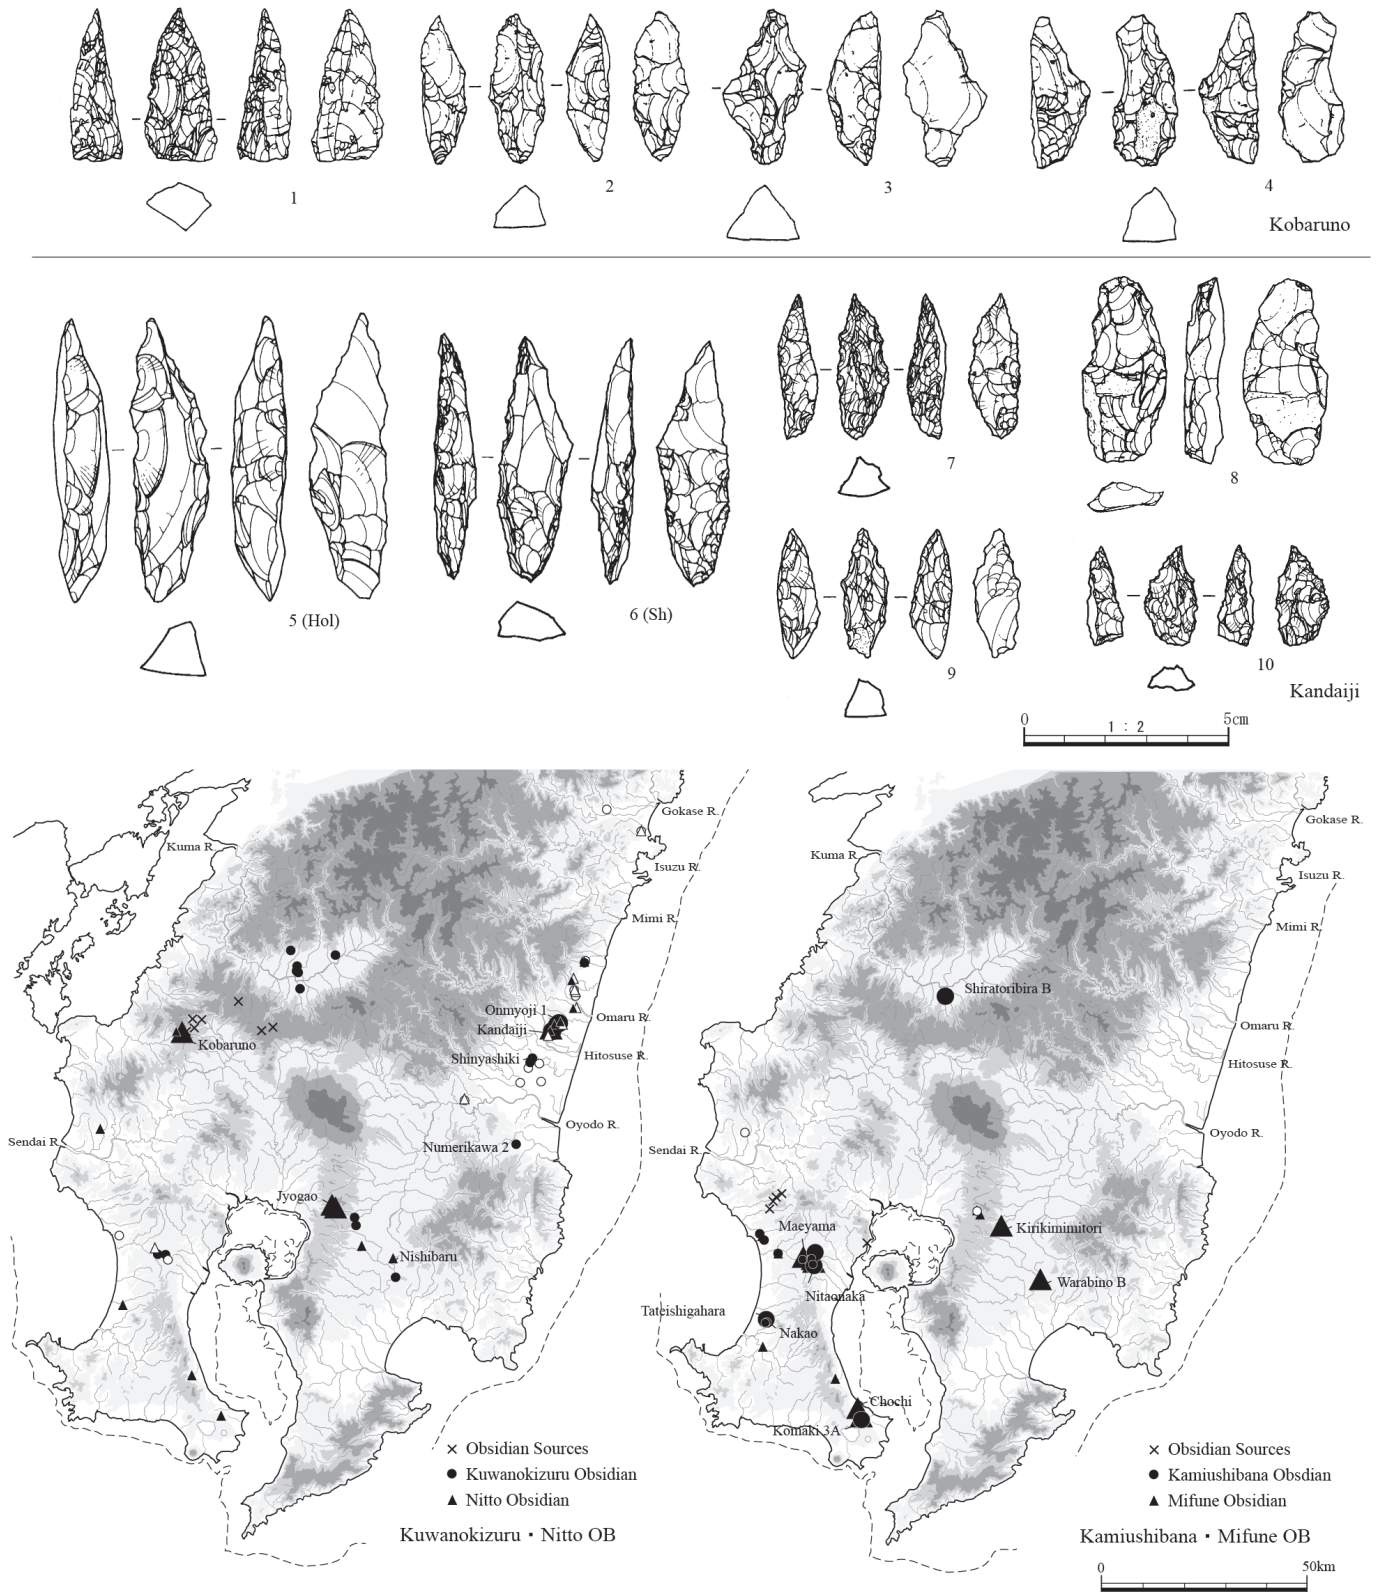 1
2
3
4
Kobaruno
5 (Hol)
6 (Sh)
7
8
9
10
Kandaiji
0
1 : 2
5cm
Gokase R.
Kuma R.
Isuzu R.
Mimi R.
Onmyoji 1
Omaru R.
Kandaiji
Kobaruno
Shinyashiki
Hitosuse R.
Oyodo R.
Sendai R.
Numerikawa 2
Jyogao
Nishibaru
× Obsidian Sources
● Kuwanokizuru Obsidian
▲ Nitto Obsidian
Kuwanokizuru・Nitto OB
Gokase R.
Kuma R.
Isuzu R.
Mimi R.
Shiratoribira B
Omaru R.
Hitosuse R.
Oyodo R.
Sendai R.
Maeyama
Kirikimimitori
Warabino B
Nitaonaka
Tateishigahara
Nakao
Chochi
Komaki 3A
× Obsidian Sources
● Kamiushibana Obsdian
▲ Mifune Obsidian
Kamiushibana・Mifune OB
0
50km